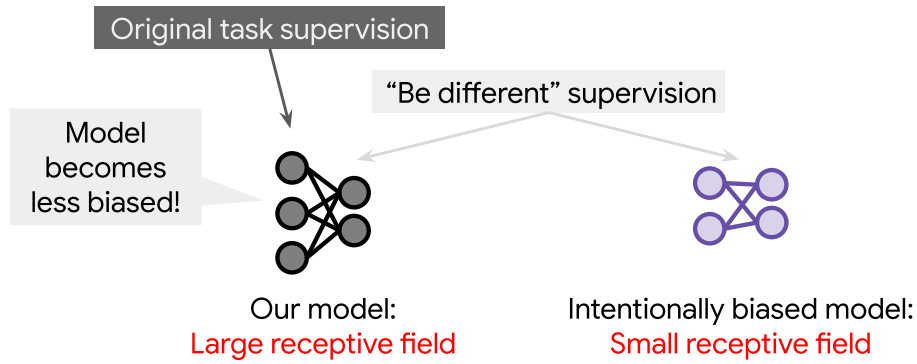 Original task supervision
“Be different” supervision
Model
becomes
less biased!
Our model:
Large receptive field
Intentionally biased model:
Small receptive field